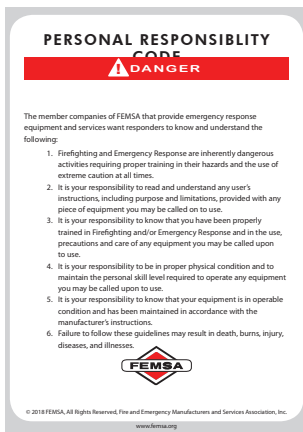 PERSONAL RESPONSIBLITY
CODE
DANGER
The member companies of FEMSA that provide emergency response
equipment and services want responders to know and understand the
following:
1. Firefighting and Emergency Response are inherently dangerous
activities requiring proper training in their hazards and the use of
extreme caution at all times.
2. It is your responsibility to read and understand any user's
instructions, including purpose and limitations, provided with any
piece of equipment you may be called on to use.
3. It is your responsibility to know that you have been properly
trained in Firefighting and/or Emergency Response and in the use,
precautions and care of any equipment you may be called upon
to use.
4. It is your responsibility to be in proper physical condition and to
maintain the personal skill level required to operate any equipment
you may be called upon to use.
5. It is your responsibility to know that your equipment is in operable
condition and has been maintained in accordance with the
manufacturer's instructions.
6. Failure to follow these guidelines may result in death, burns, injury,
diseases, and illnesses.
FEMSA
© 2018 FEMSA, All Rights Reserved, Fire and Emergency Manufacturers and Services Association, Inc.
www.femsa.org